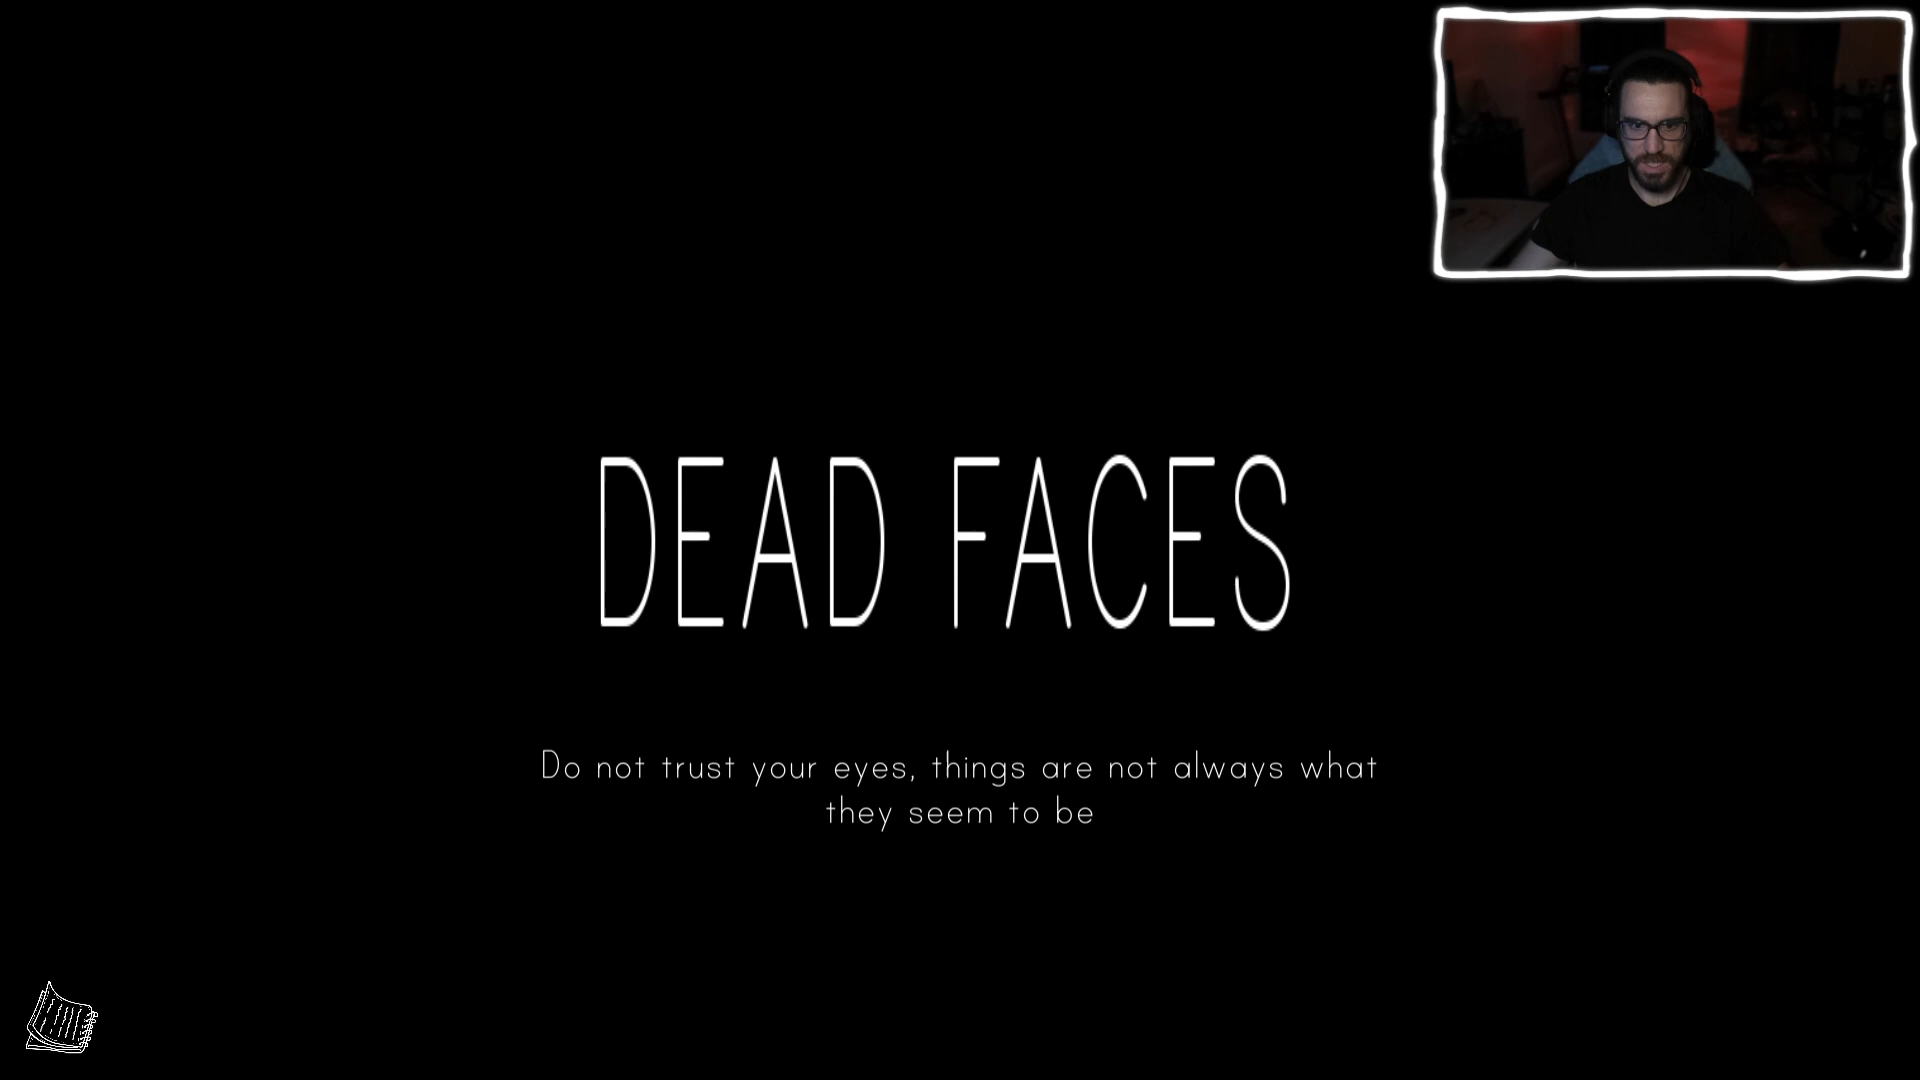 DEAD FACES
Do not trust your eyes, things are not always what
they seem to be